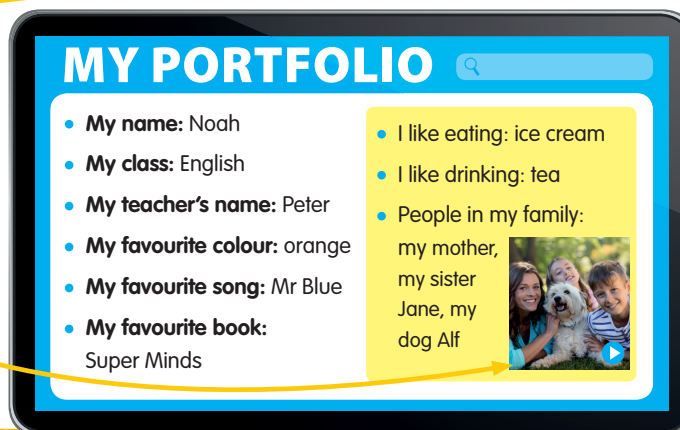 MY PORTFOLIO
• My name: Noah
• My class: English
• My teacher's name: Peter
• My favourite colour: orange
• My favourite song: Mr Blue
• My favourite book:
Super Minds
• I like eating: ice cream
• I like drinking: tea
• People in my family:
my mother,
my sister
Jane, my
dog Alf